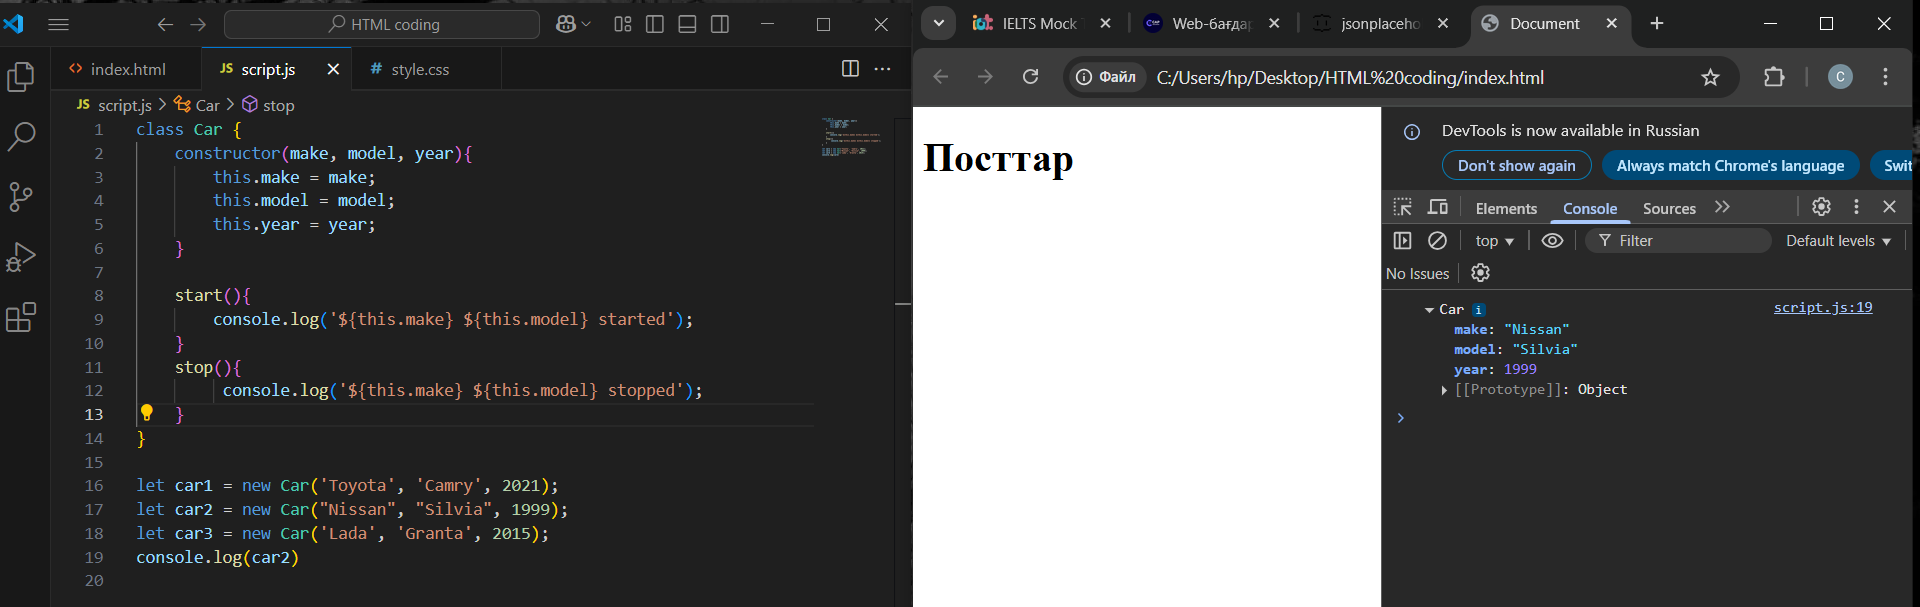 HTML coding
index.html
script.js
style.css
script.js > Car > stop
1 class Car {
2 constructor(make, model, year){
3 this.make = make;
4 this.model = model;
5 this.year = year;
6 }
7
8 start(){
9 console.log('${this.make} ${this.model} started');
10 }
11 stop(){
12 console.log('${this.make} ${this.model} stopped');
13 }
14 }
15
16 let car1 = new Car('Toyota', 'Camry', 2021);
17 let car2 = new Car("Nissan", "Silvia", 1999);
18 let car3 = new Car('Lada', 'Granta', 2015);
19 console.log(car2)
20
IELTS Mock
Web-бағдар
jsonplaceho
Document
Файл C:/Users/hp/Desktop/HTML%20coding/index.html
C
Посттар
DevTools is now available in Russian
Don't show again
Always match Chrome's language
Swit
Elements Console Sources
top
Filter
Default levels
No Issues
Car script.js:19
make: "Nissan"
model: "Silvia"
year: 1999
[[Prototype]]: Object